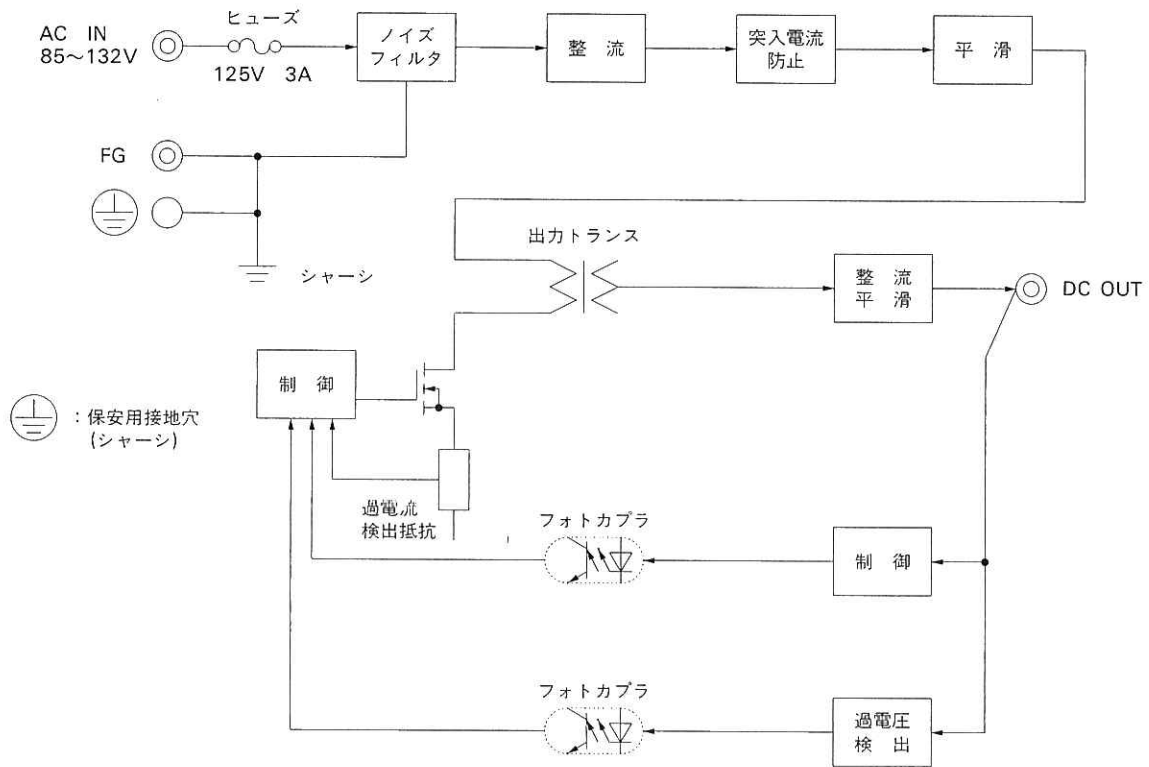 ヒューズ
AC IN
85~132V
125V 3A
ノイズ
フィルタ
整 流
突入電流
防止
平 滑
FG
シャーシ
出力トランス
整 流
平 滑
DC OUT
制 御
:保安用接地穴
(シャーシ)
過電流
検出抵抗
フォトカプラ
制 御
フォトカプラ
過電圧
検 出